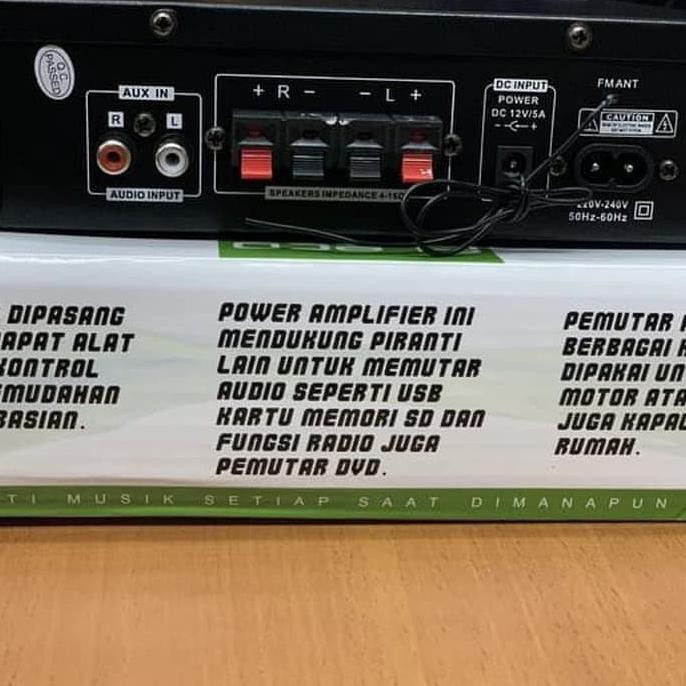 Q.C
PASSED
AUX IN
R L
AUDIO INPUT
+ R - - L +
SPEAKERS IMPEDANCE
DC INPUT
POWER
DC 12V/5A
- +
FM ANT
CAUTION
220V-240V
50Hz-60Hz
DIPASANG
APAT ALAT
KONTROL
EMUDAHAN
BASIAN.
POWER AMPLIFIER INI
MENDUKUNG PIRANTI
LAIN UNTUK MEMUTAR
AUDIO SEPERTI USB
KARTU MEMORI SD DAN
FUNGSI RADIO JUGA
PEMUTAR DVD.
PEMUTAR
BERBAGAI
DIPAKAI UN
MOTOR ATA
JUGA KAPAL
RUMAH.
TI MUSIK SETIAP SAAT DIMANAPUN